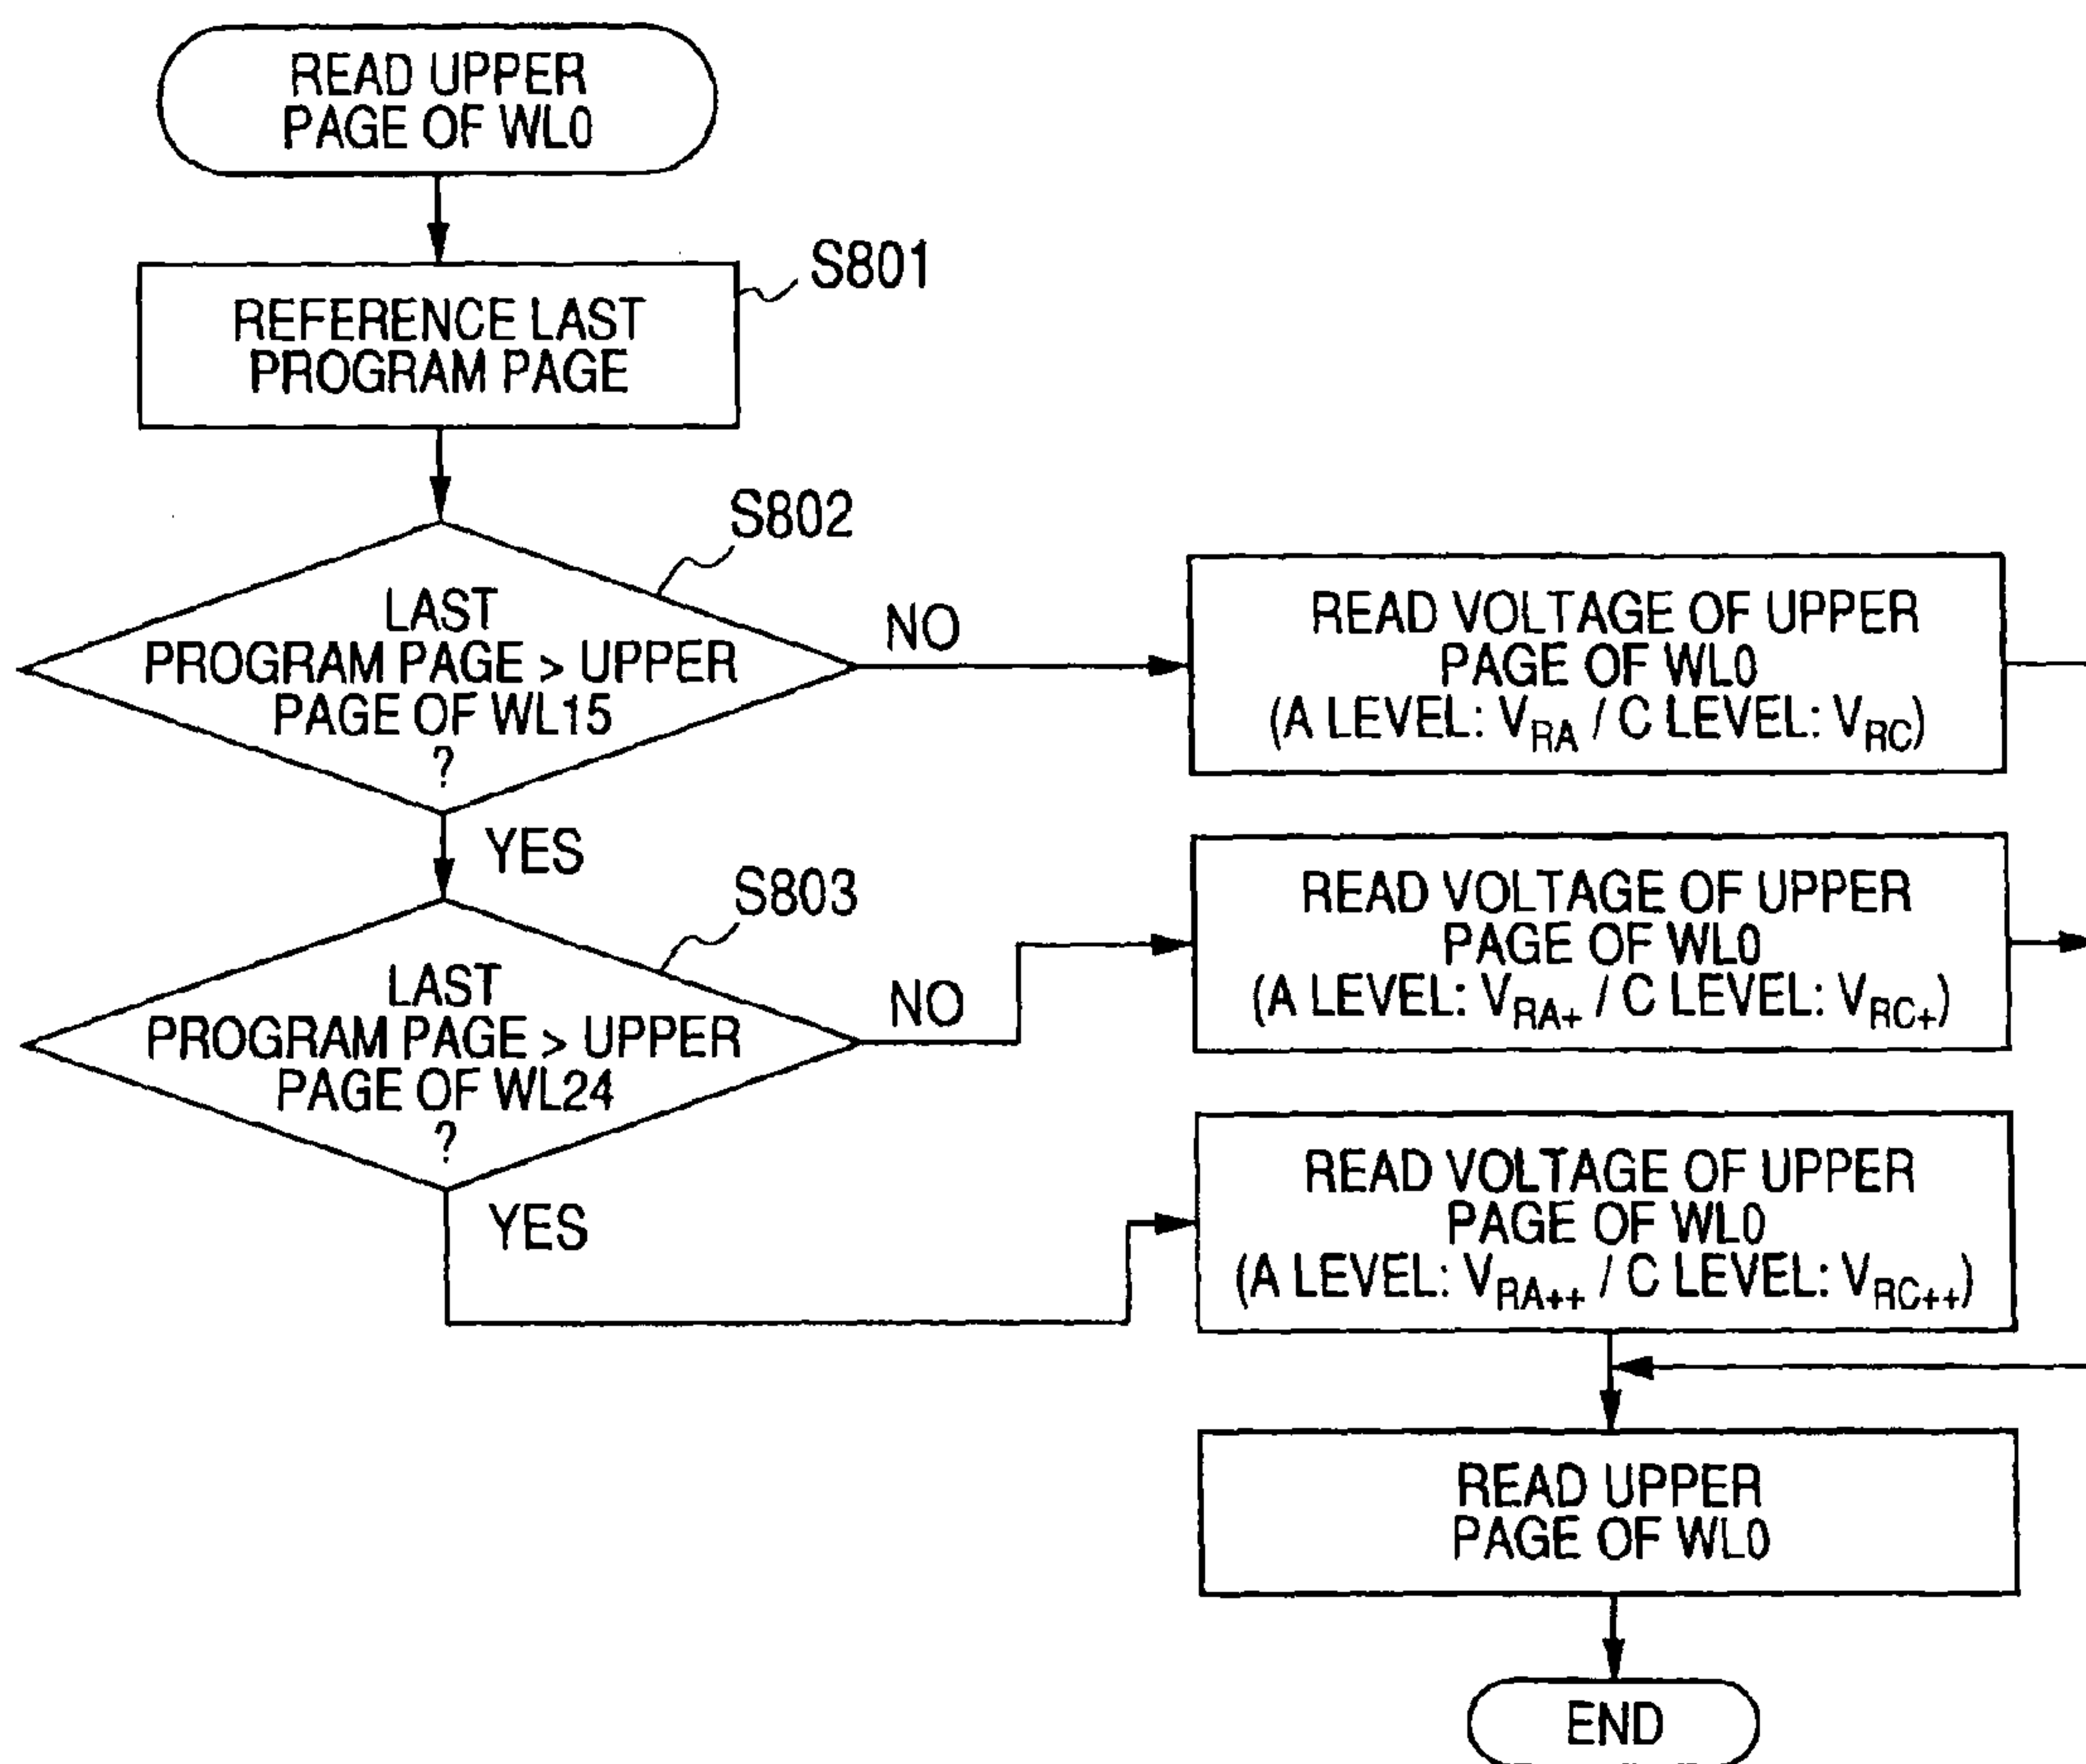 READ UPPER
PAGE OF WL0
S801
REFERENCE LAST
PROGRAM PAGE
S802
LAST
PROGRAM PAGE > UPPER
PAGE OF WL15
?
NO
READ VOLTAGE OF UPPER
PAGE OF WL0
(A LEVEL: VRA / C LEVEL: VRC)
YES
S803
LAST
PROGRAM PAGE > UPPER
PAGE OF WL24
?
NO
READ VOLTAGE OF UPPER
PAGE OF WL0
(A LEVEL: VRA+ / C LEVEL: VRC+)
YES
READ VOLTAGE OF UPPER
PAGE OF WL0
(A LEVEL: VRA++ / C LEVEL: VRC++)
READ UPPER
PAGE OF WL0
END